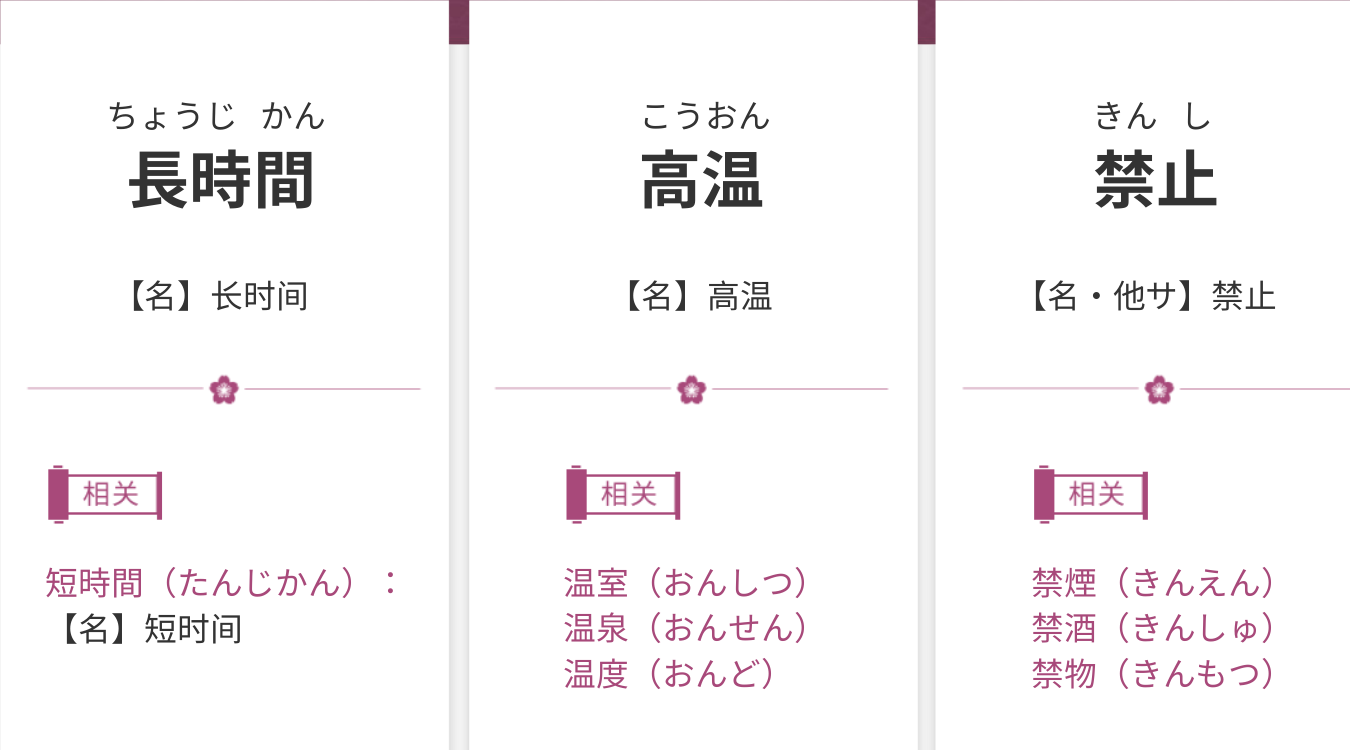 ちょうじ かん
長時間
【名】长时间
相关
短時間（たんじかん）：
【名】短时间
こうおん
高温
【名】高温
相关
温室（おんしつ）
温泉（おんせん）
温度（おんど）
きん し
禁止
【名・他サ】禁止
相关
禁煙（きんえん）
禁酒（きんしゅ）
禁物（きんもつ）